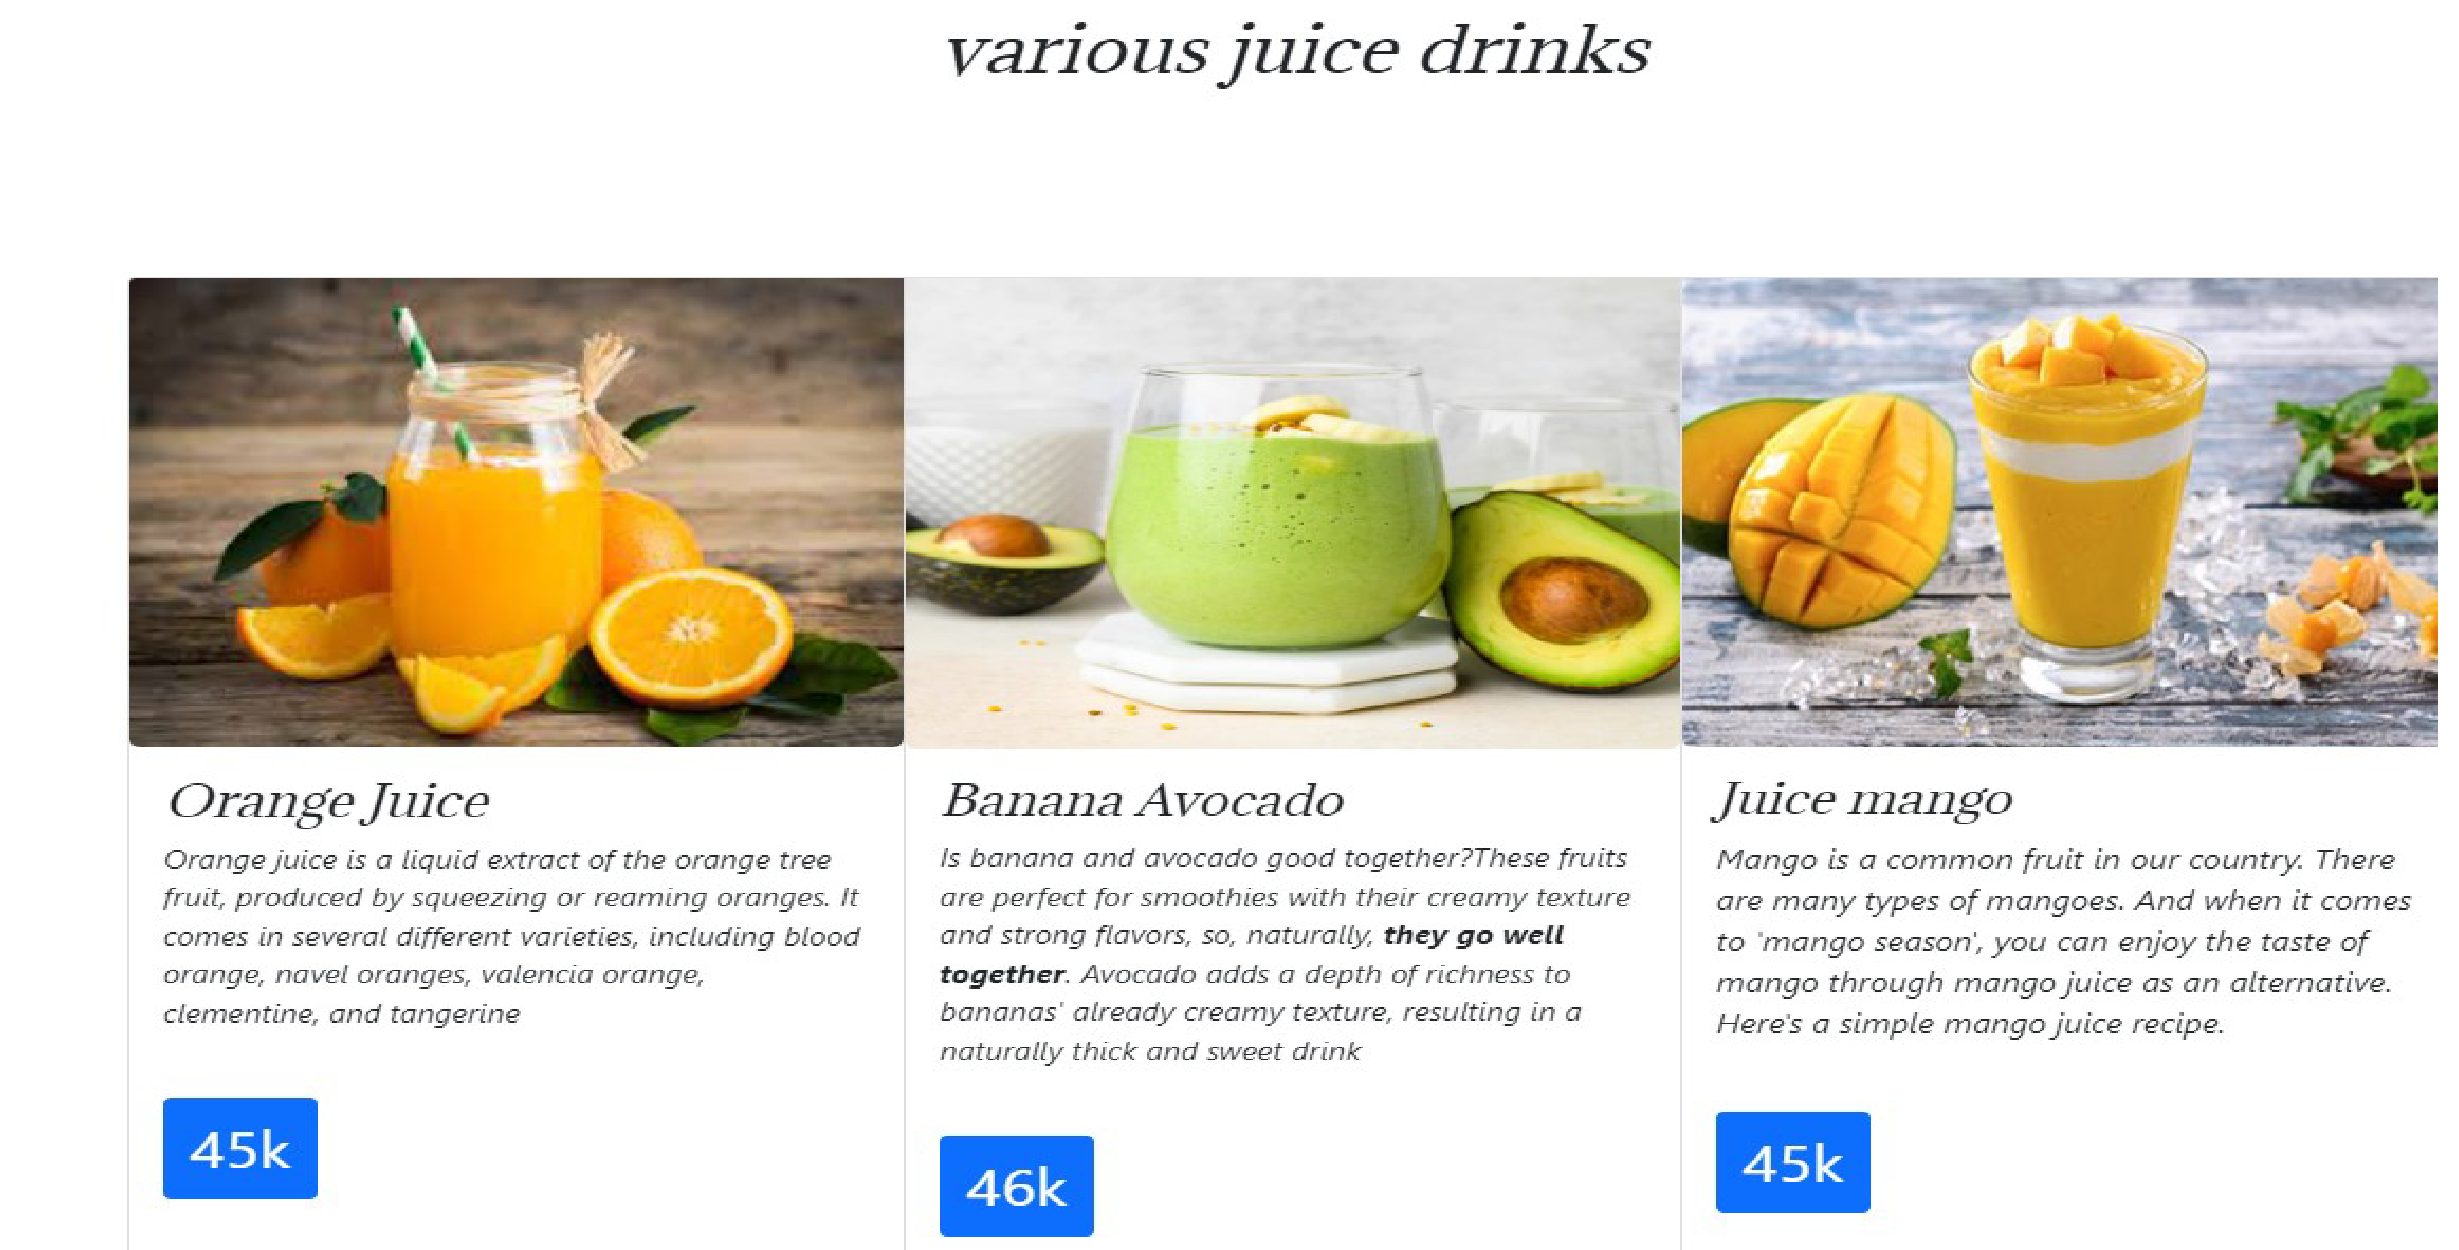 various juice drinks
Orange Juice
Orange juice is a liquid extract of the orange tree
fruit, produced by squeezing or reaming oranges. It
comes in several different varieties, including blood
orange, navel oranges, valencia orange,
clementine, and tangerine
45k
Banana Avocado
Is banana and avocado good together?These fruits
are perfect for smoothies with their creamy texture
and strong flavors, so, naturally, they go well
together. Avocado adds a depth of richness to
bananas' already creamy texture, resulting in a
naturally thick and sweet drink
46k
Juice mango
Mango is a common fruit in our country. There
are many types of mangoes. And when it comes
to 'mango season', you can enjoy the taste of
mango through mango juice as an alternative.
Here's a simple mango juice recipe.
45k